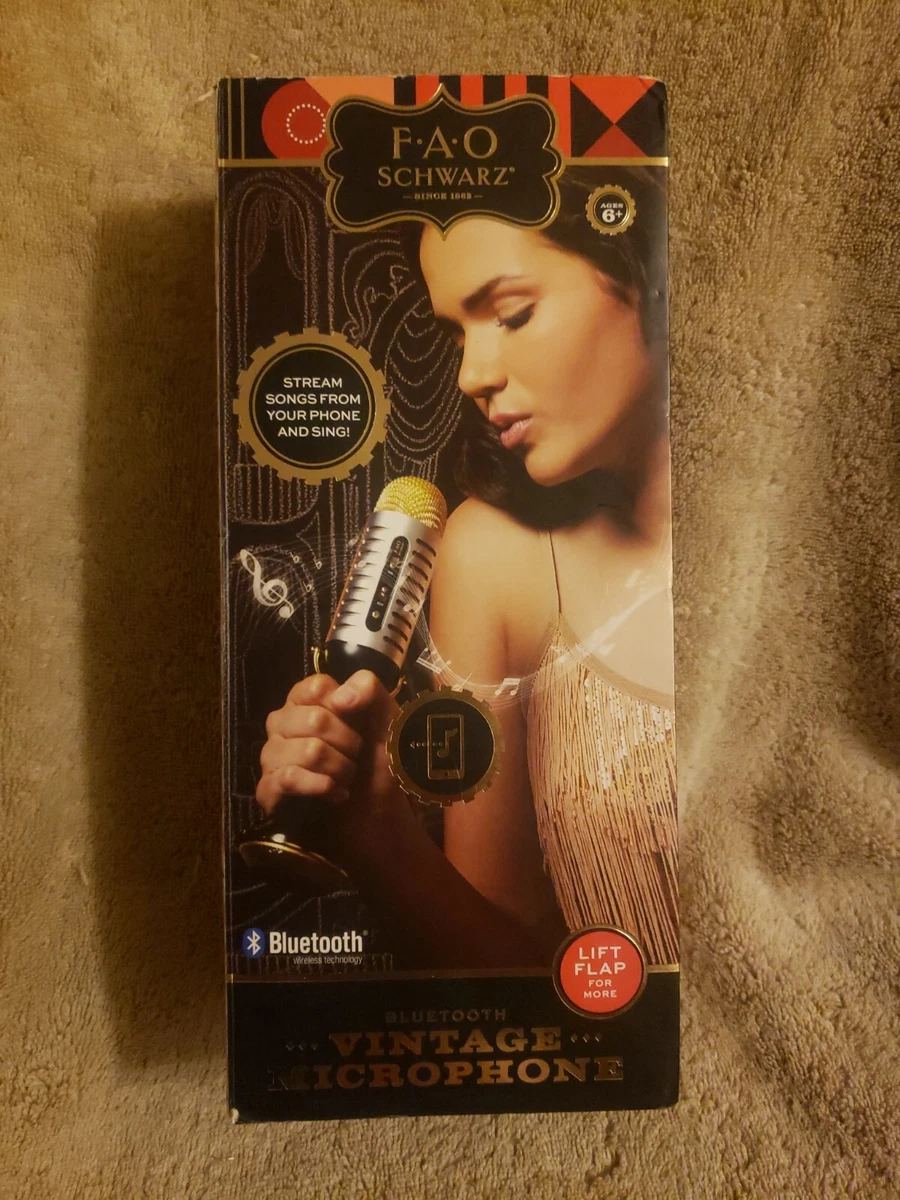 F·A·O
SCHWARZ®
SINCE 1862
AGES
6+
STREAM
SONGS FROM
YOUR PHONE
AND SING!
Bluetooth®
wireless technology
LIFT
FLAP
FOR
MORE
BLUETOOTH
VINTAGE
MICROPHONE